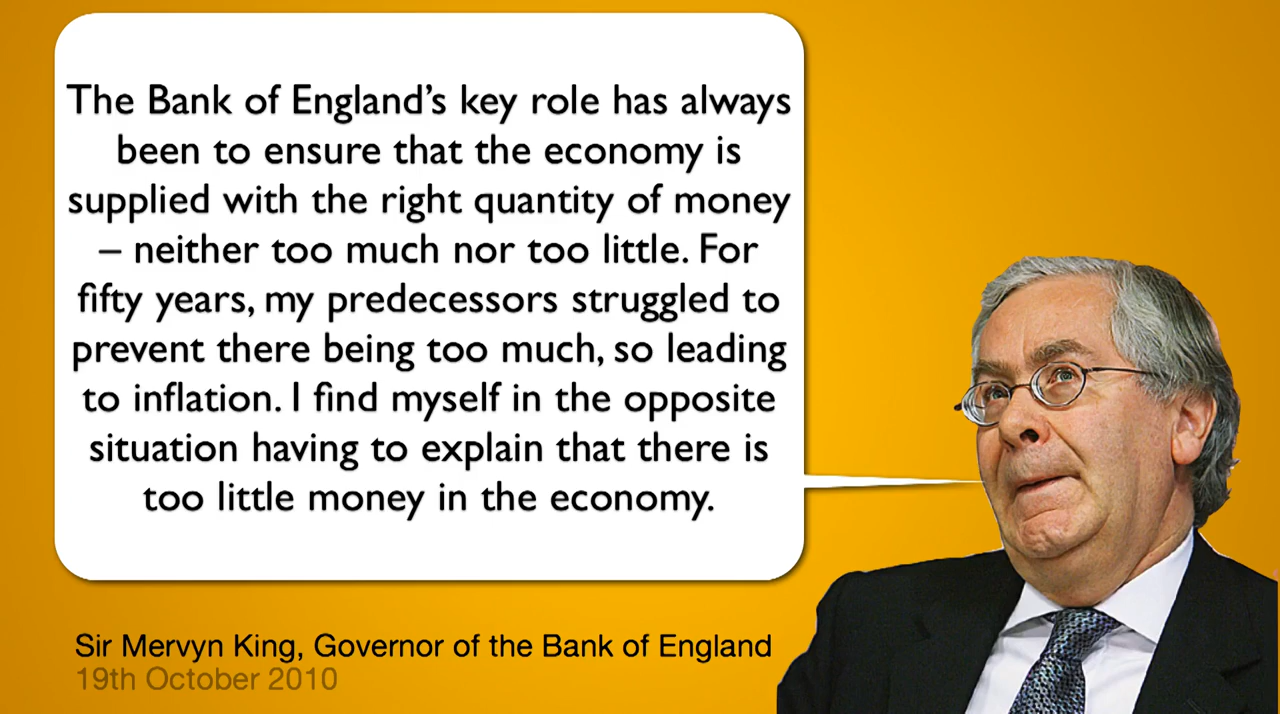 The Bank of England's key role has always
been to ensure that the economy is
supplied with the right quantity of money
– neither too much nor too little. For
fifty years, my predecessors struggled to
prevent there being too much, so leading
to inflation. I find myself in the opposite
situation having to explain that there is
too little money in the economy.
Sir Mervyn King, Governor of the Bank of England
19th October 2010